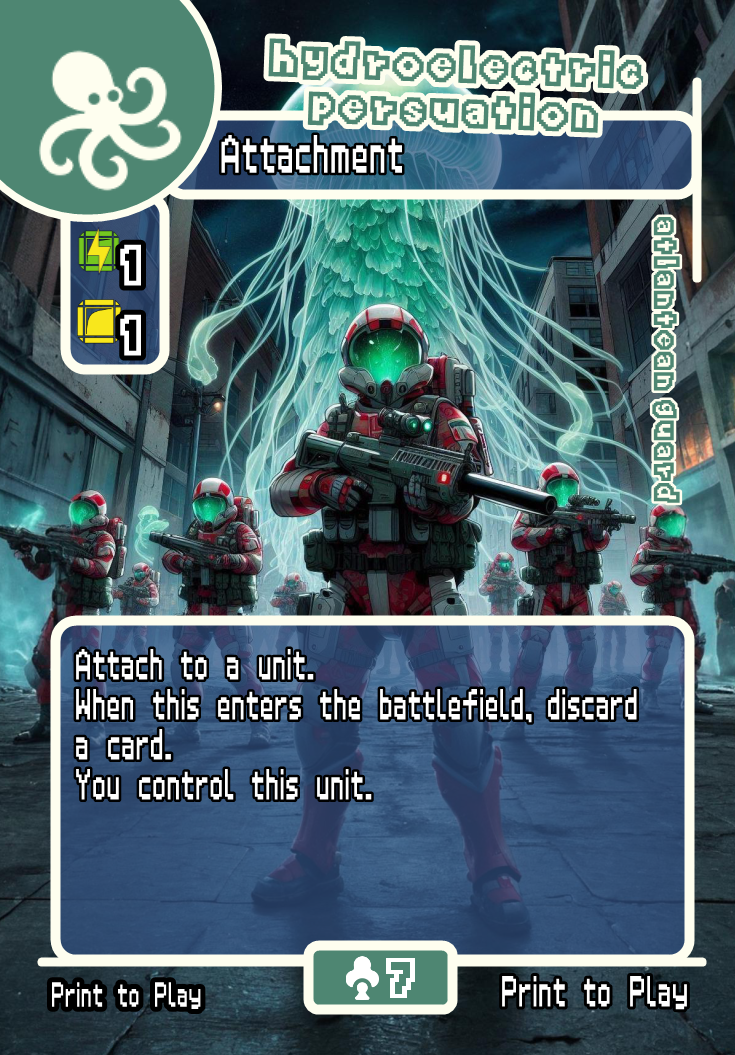 hydroelectric
persuation
Attachment
1
1
atlantean guard
Attach to a unit.
When this enters the battlefield, discard
a card.
You control this unit.
7
Print to Play
Print to Play